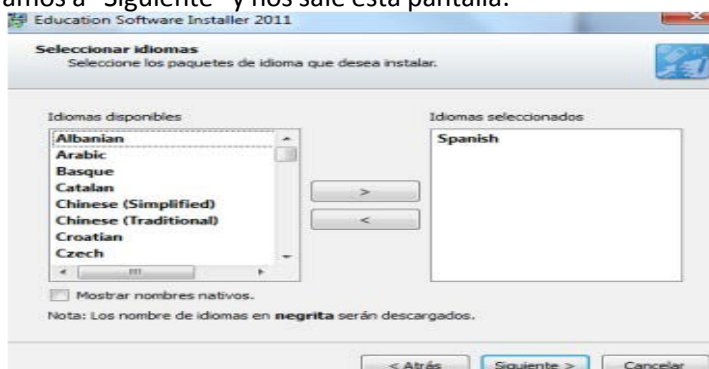 amos a "Siguiente" y nos sale esta pantalla:
Education Software Installer 2011
Seleccionar idiomas
Seleccione los paquetes de idioma que desea instalar.
Idiomas disponibles
Idiomas seleccionados
Albanian
Arabic
Basque
Catalan
Chinese (Simplified)
Chinese (Traditional)
Croatian
Czech
Spanish
>
<
Mostrar nombres nativos.
Nota: Los nombre de idiomas en negrita serán descargados.
< Atrás
Siguiente >
Cancelar